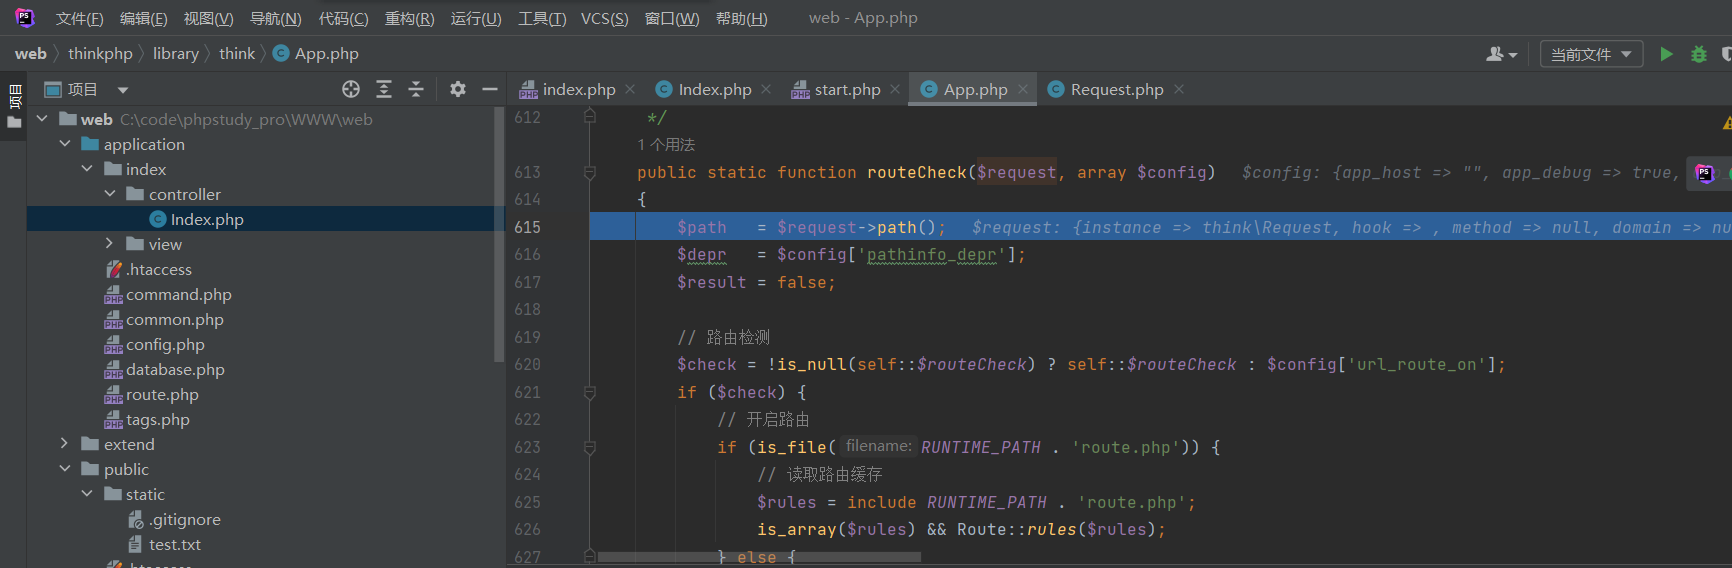 PS 文件(F) 编辑(E) 视图(V) 导航(N) 代码(C) 重构(R) 运行(U) 工具(T) VCS(S) 窗口(W) 帮助(H) web - App.php
web 〉 thinkphp 〉 library 〉 think 〉 C App.php 当前文件
项目 项目 index.php C Index.php start.php C App.php C Request.php
web C:\code\phpstudy_pro\WWW\web
application
index
controller
C Index.php
view
.htaccess
command.php
common.php
config.php
database.php
route.php
tags.php
extend
public
static
.gitignore
test.txt
.htaccess
612 */
1 个用法
613 public static function routeCheck($request, array $config) $config: {app_host => "", app_debug => true,
614 {
615 $path = $request->path(); $request: {instance => think\Request, hook => , method => null, domain => nu
616 $depr = $config['pathinfo_depr'];
617 $result = false;
618
619 // 路由检测
620 $check = !is_null(self::$routeCheck) ? self::$routeCheck : $config['url_route_on'];
621 if ($check) {
622 // 开启路由
623 if (is_file( filename: RUNTIME_PATH . 'route.php')) {
624 // 读取路由缓存
625 $rules = include RUNTIME_PATH . 'route.php';
626 is_array($rules) && Route::rules($rules);
627 } else {